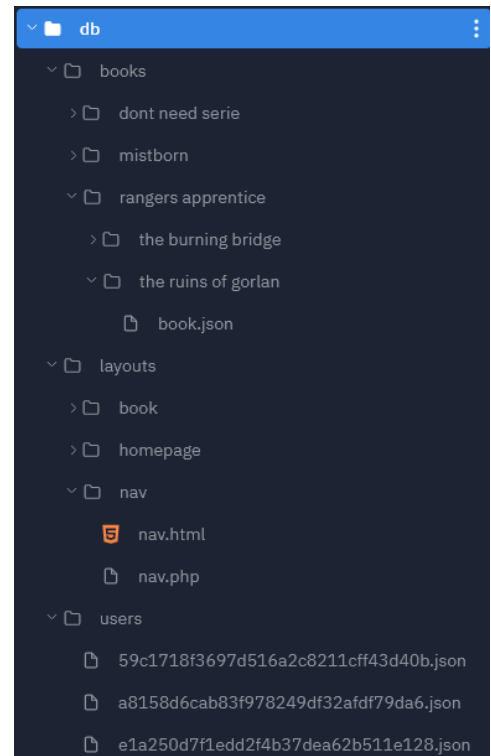 db
books
dont need serie
mistborn
rangers apprentice
the burning bridge
the ruins of gorlan
book.json
layouts
book
homepage
nav
nav.html
nav.php
users
59c1718f3697d516a2c8211cff43d40b.json
a8158d6cab83f978249df32afdf79da6.json
e1a250d7f1edd2f4b37dea62b511e128.json